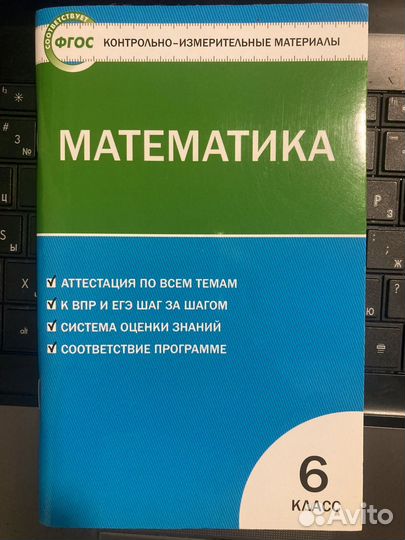 СООТВЕТСТВУЕТ
ФГОС
КОНТРОЛЬНО-ИЗМЕРИТЕЛЬНЫЕ МАТЕРИАЛЫ
МАТЕМАТИКА
АТТЕСТАЦИЯ ПО ВСЕМ ТЕМАМ
К ВПР И ЕГЭ ШАГ ЗА ШАГОМ
СИСТЕМА ОЦЕНКИ ЗНАНИЙ
СООТВЕТСТВИЕ ПРОГРАММЕ
6
КЛАСС
Avito